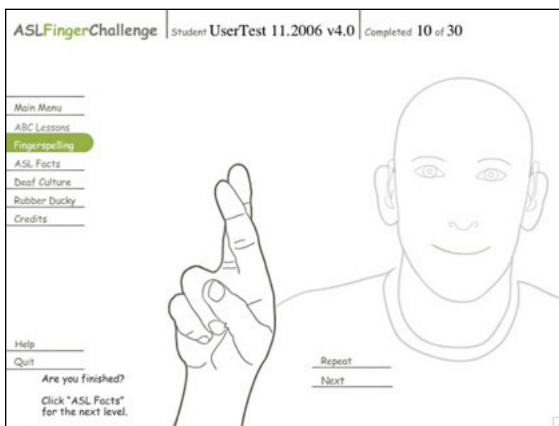 ASLFingerChallenge Student UserTest 11.2006 v4.0 Completed 10 of 30
Main Menu
ABC Lessons
Fingerspelling
ASL Facts
Deaf Culture
Rubber Ducky
Credits
Help
Quit
Are you finished?
Click "ASL Facts"
for the next level.
Repeat
Next